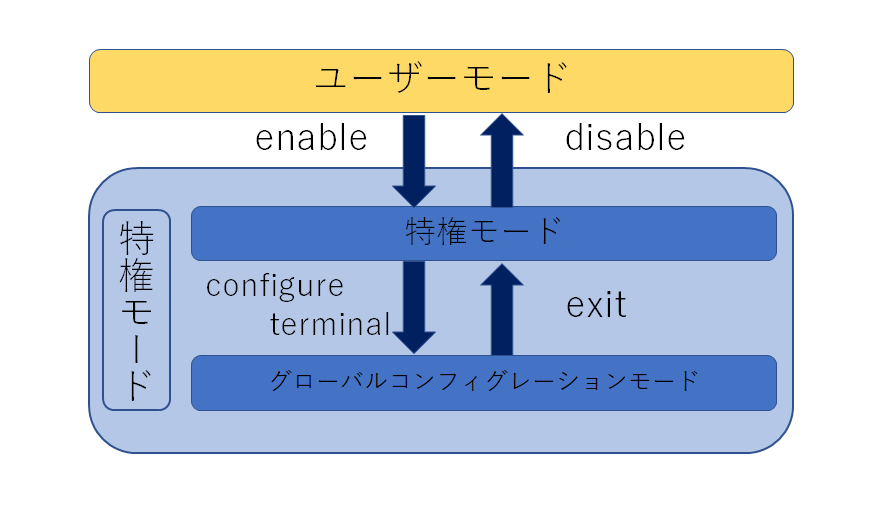 ユーザーモード
enable
disable
特権モード
特権モード
configure
terminal
exit
グローバルコンフィグレーションモード